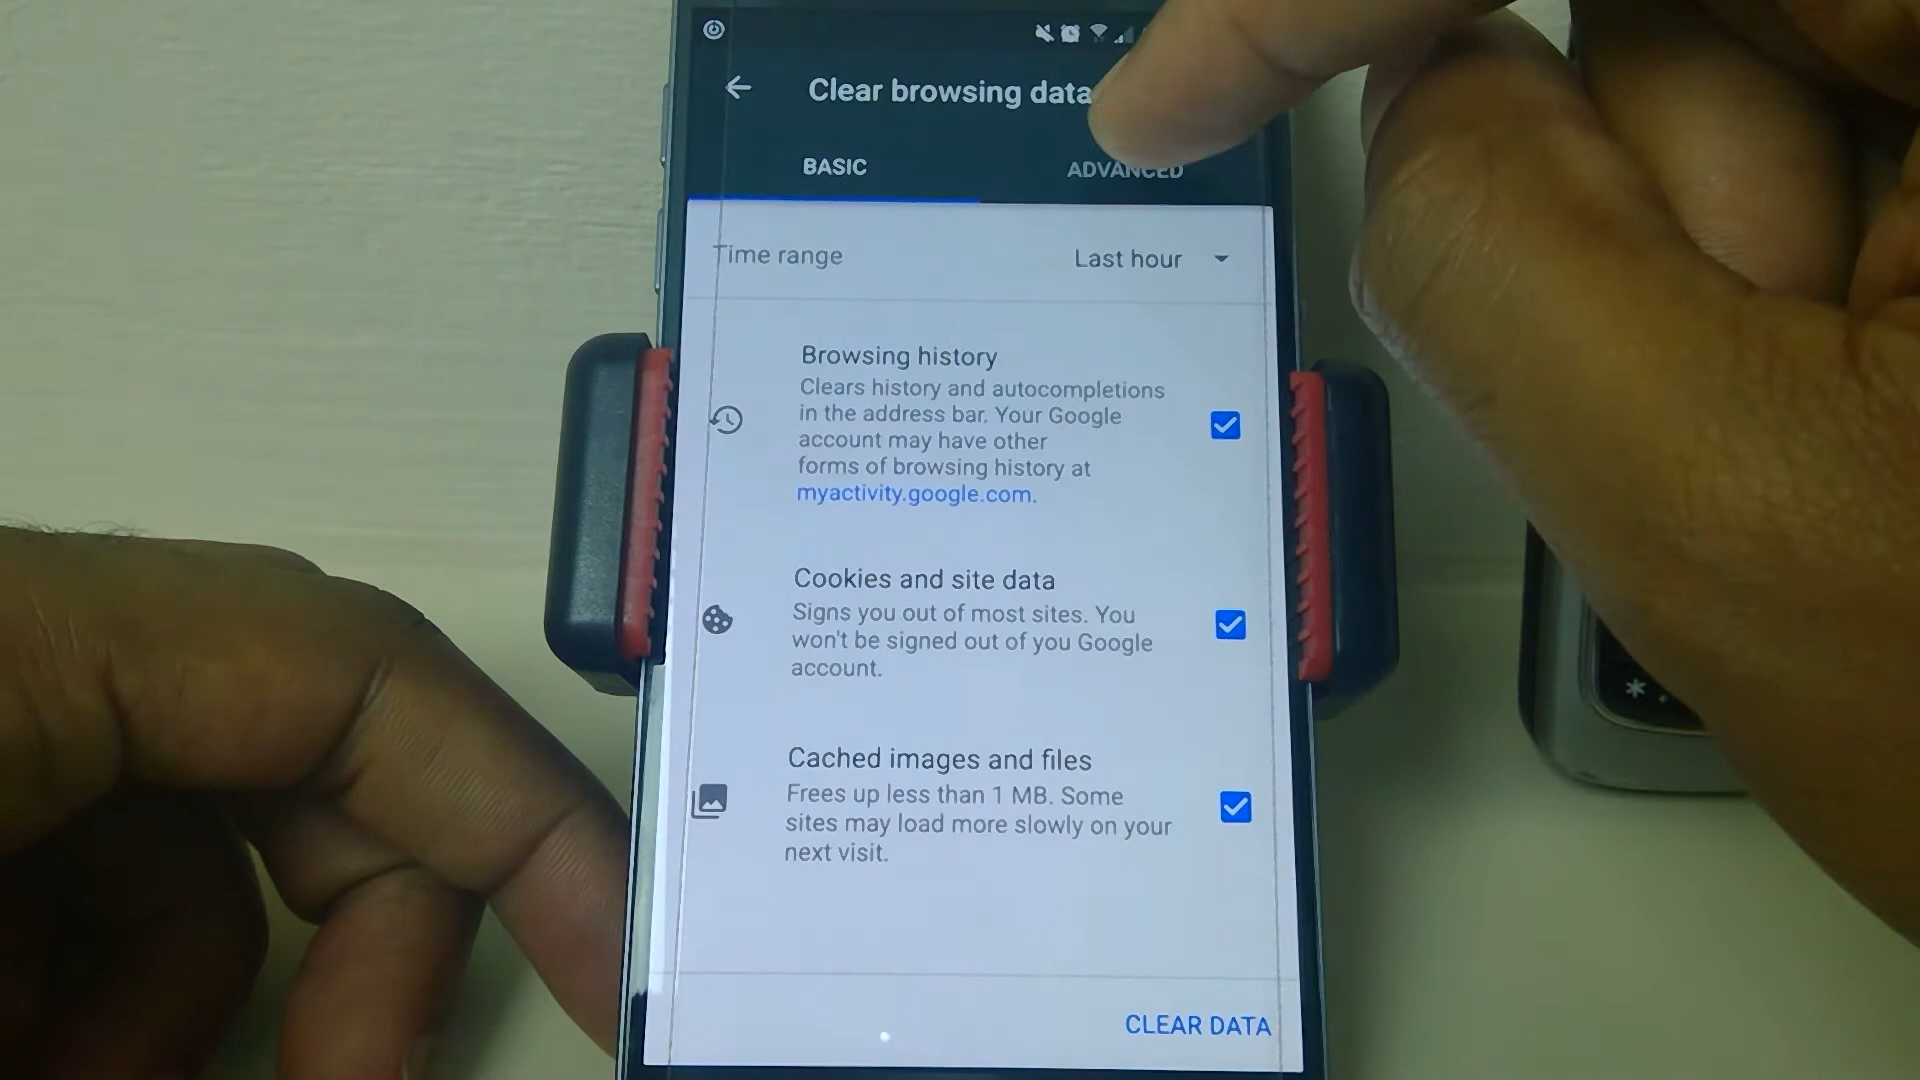 Clear browsing data
BASIC
ADVANCED
Time range
Last hour
Browsing history
Clears history and autocompletions
in the address bar. Your Google
account may have other
forms of browsing history at
myactivity.google.com.
Cookies and site data
Signs you out of most sites. You
won't be signed out of you Google
account.
Cached images and files
Frees up less than 1 MB. Some
sites may load more slowly on your
next visit.
CLEAR DATA
*